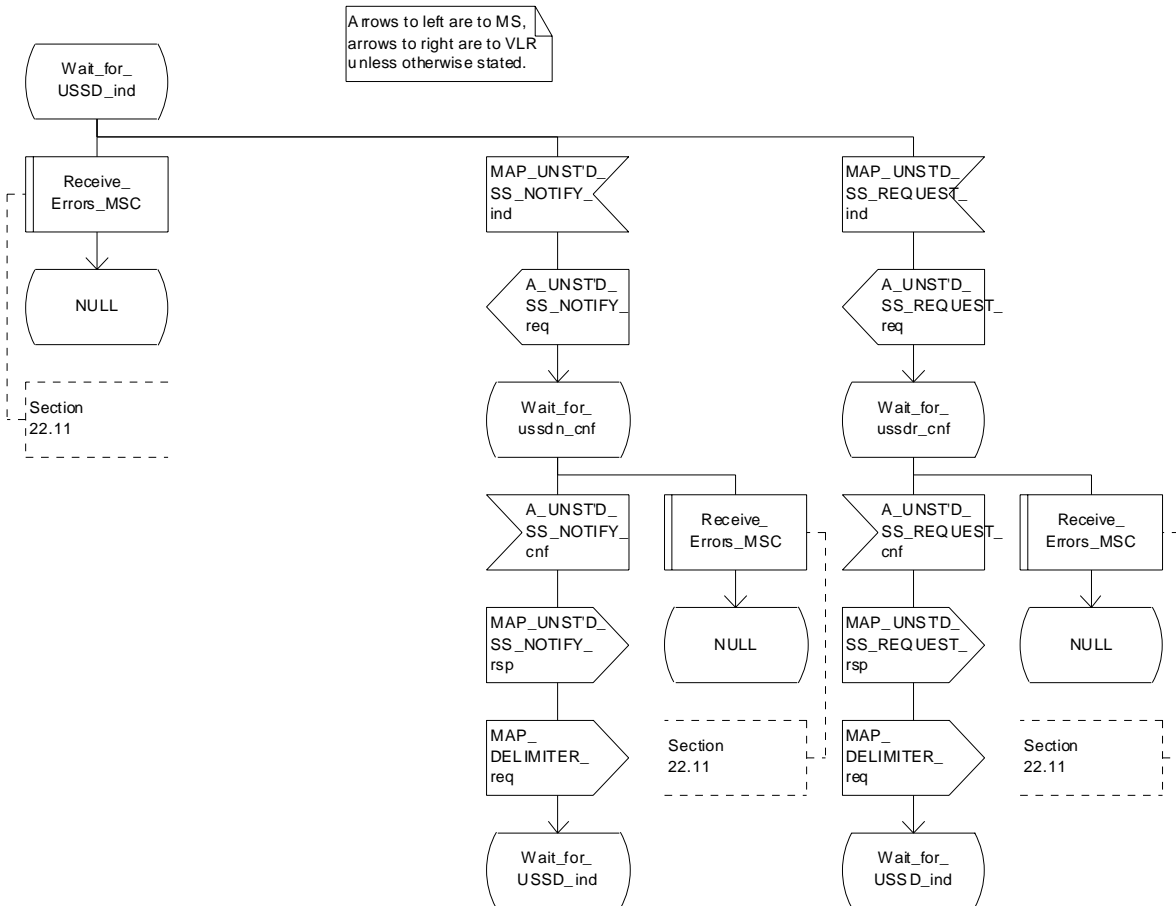 Arrows to left are to MS,
arrows to right are to VLR
unless otherwise stated.
Wait_for_
USSD_ind
Receive_
Errors_MSC
NULL
Section
22.11
MAP_UNST'D_
SS_NOTIFY_
ind
A_UNST'D_
SS_NOTIFY_
req
Wait_for_
ussdn_cnf
A_UNST'D_
SS_NOTIFY_
cnf
MAP_UNST'D_
SS_NOTIFY_
rsp
MAP_
DELIMITER_
req
Wait_for_
USSD_ind
Receive_
Errors_MSC
NULL
Section
22.11
MAP_UNST'D_
SS_REQUEST_
ind
A_UNST'D_
SS_REQUEST_
req
Wait_for_
ussdr_cnf
A_UNST'D_
SS_REQUEST_
cnf
MAP_UNST'D_
SS_REQUEST_
rsp
MAP_
DELIMITER_
req
Wait_for_
USSD_ind
Receive_
Errors_MSC
NULL
Section
22.11